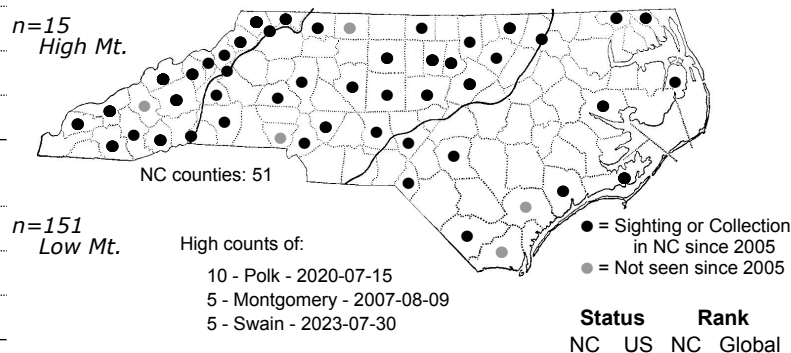 n=15
High Mt.
NC counties: 51
n=151
Low Mt.
High counts of:
10 - Polk - 2020-07-15
5 - Montgomery - 2007-08-09
5 - Swain - 2023-07-30
= Sighting or Collection
in NC since 2005
= Not seen since 2005
Status Rank
NC US NC Global